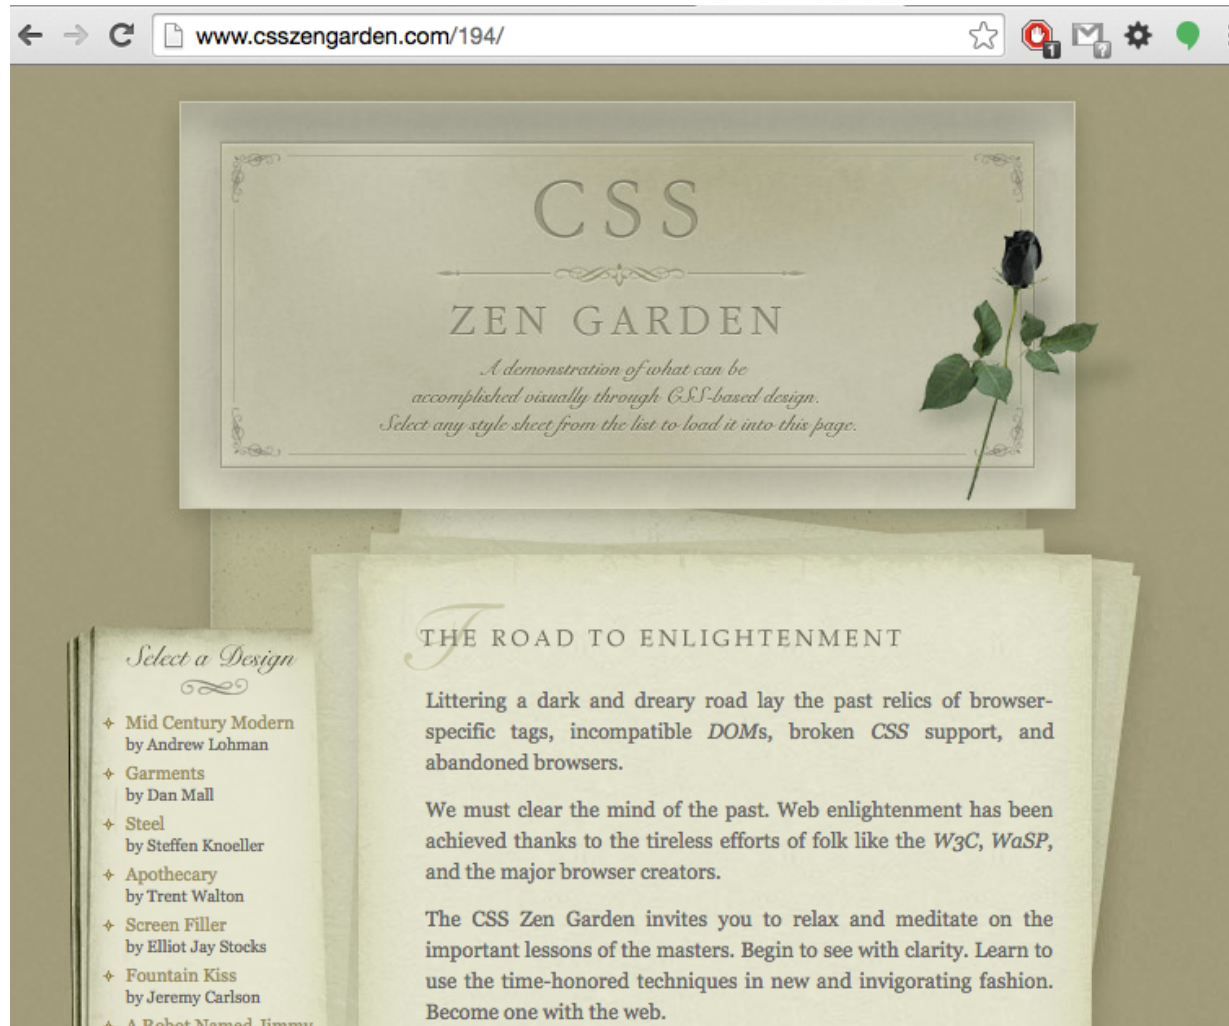 www.csszengarden.com/194/
1
?
CSS
ZEN GARDEN
A demonstration of what can be
accomplished visually through CSS-based design.
Select any style sheet from the list to load it into this page.
THE ROAD TO ENLIGHTENMENT
Littering a dark and dreary road lay the past relics of browser-
specific tags, incompatible DOMs, broken CSS support, and
abandoned browsers.
We must clear the mind of the past. Web enlightenment has been
achieved thanks to the tireless efforts of folk like the W3C, WaSP,
and the major browser creators.
The CSS Zen Garden invites you to relax and meditate on the
important lessons of the masters. Begin to see with clarity. Learn to
use the time-honored techniques in new and invigorating fashion.
Become one with the web.
Select a Design
Mid Century Modern
by Andrew Lohman
Garments
by Dan Mall
Steel
by Steffen Knoeller
Apothecary
by Trent Walton
Screen Filler
by Elliot Jay Stocks
Fountain Kiss
by Jeremy Carlson
A Robot Named Jimmy